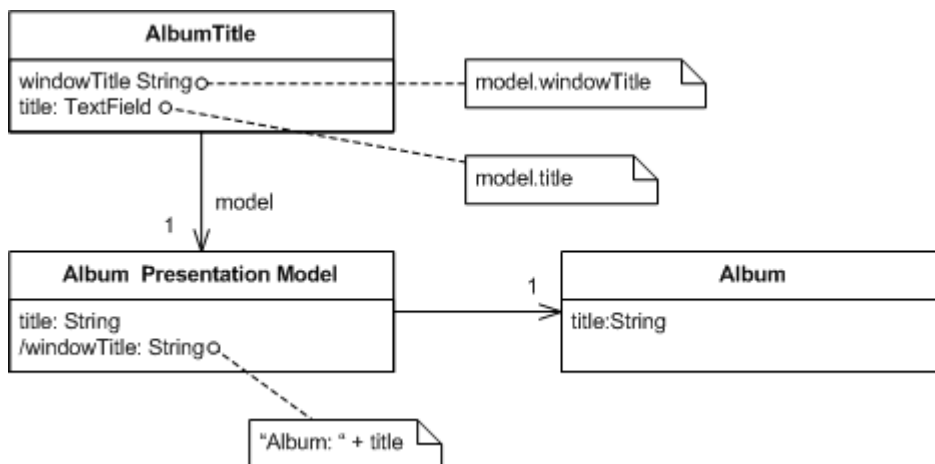 AlbumTitle
windowTitle String
title: TextField
model.windowTitle
model.title
model
1
Album  Presentation Model
title: String
/windowTitle: String
1
Album
title:String
“Album: “ + title